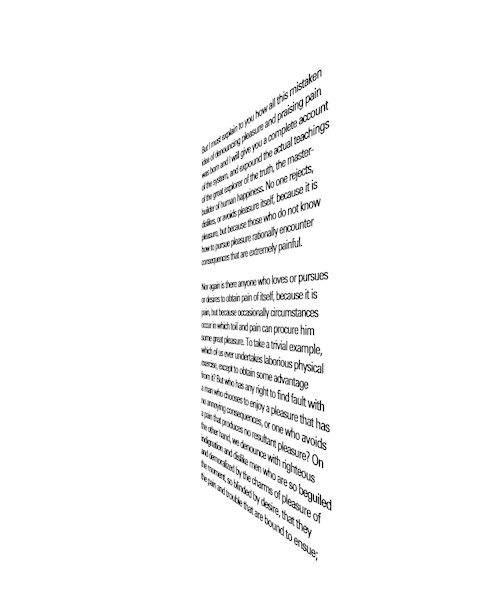 But I must explain to you how all this mistaken
idea of denouncing pleasure and praising pain
was born and I will give you a complete account
of the system, and expound the actual teachings
of the great explorer of the truth, the master-
builder of human happiness. No one rejects,
dislikes, or avoids pleasure itself, because it is
pleasure, but because those who do not know
how to pursue pleasure rationally encounter
consequences that are extremely painful.

Nor again is there anyone who loves or pursues
or desires to obtain pain of itself, because it is
pain, but because occasionally circumstances
occur in which toil and pain can procure him
some great pleasure. To take a trivial example,
which of us ever undertakes laborious physical
exercise, except to obtain some advantage
from it? But who has any right to find fault with
a man who chooses to enjoy a pleasure that has
no annoying consequences, or one who avoids
a pain that produces no resultant pleasure? On
the other hand, we denounce with righteous
indignation and dislike men who are so beguiled
and demoralized by the charms of pleasure of
the moment, so blinded by desire, that they
the pain and trouble that are bound to ensue;